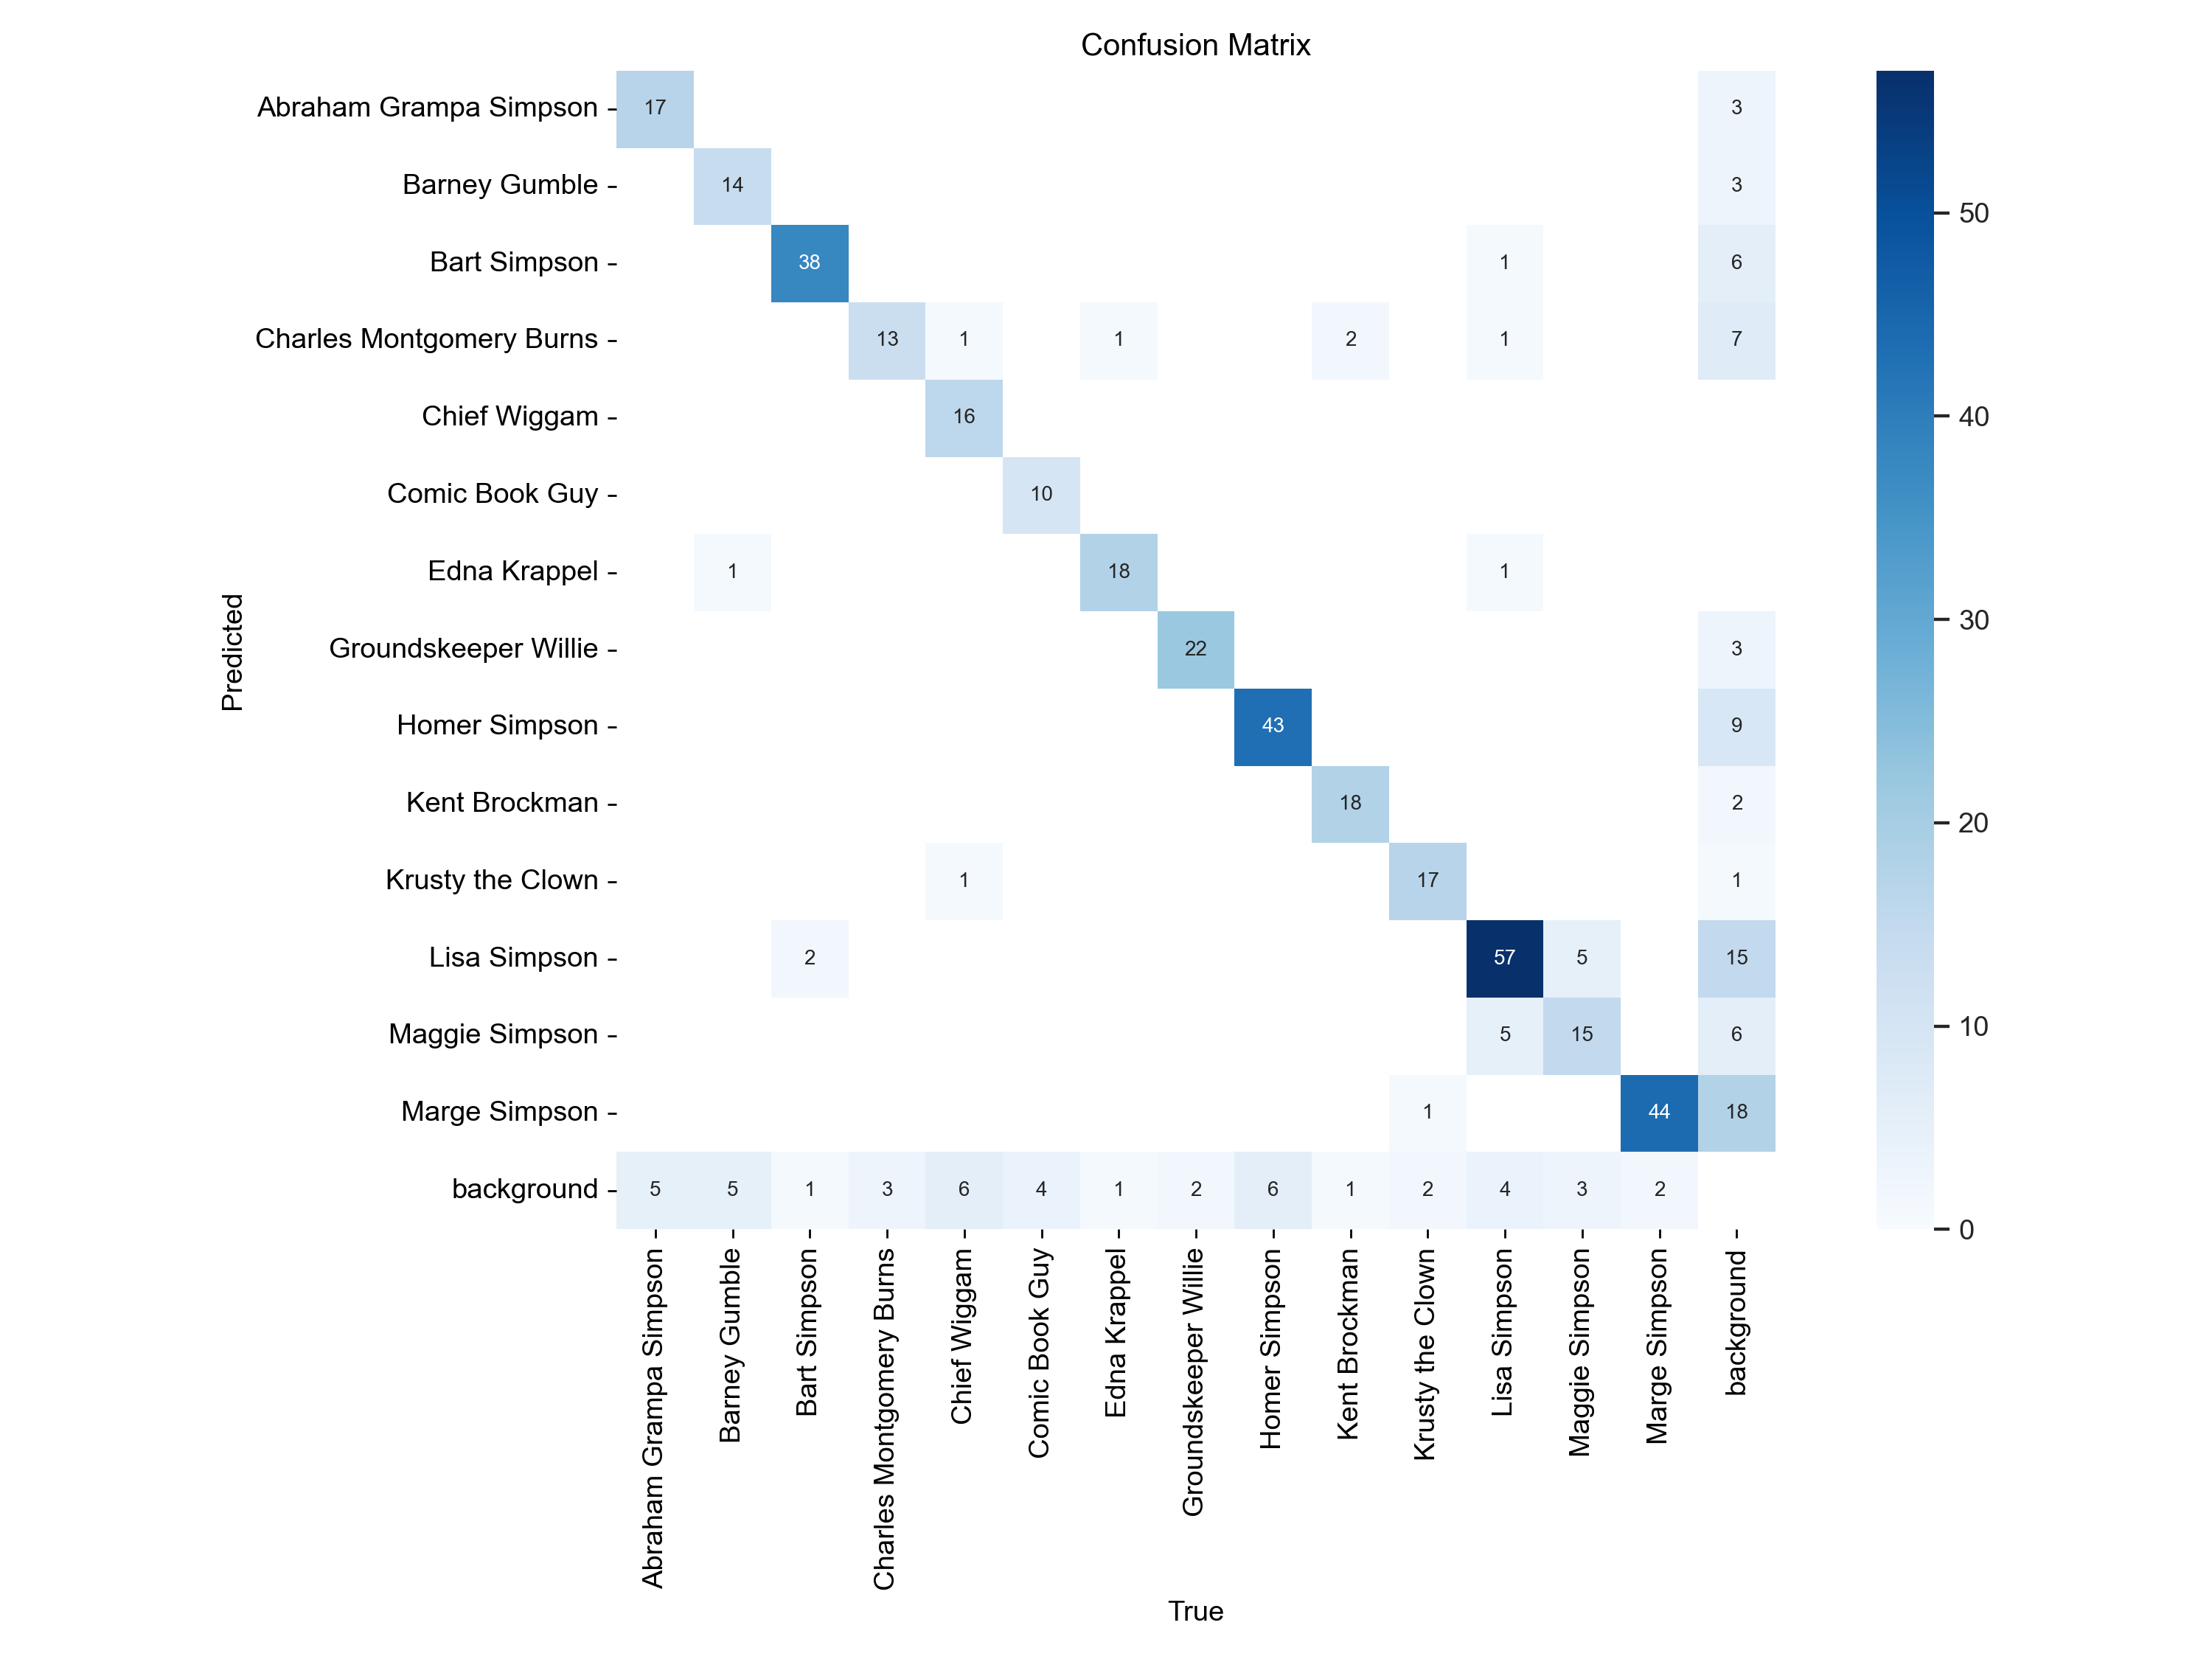 Confusion Matrix
Abraham Grampa Simpson 17 3
Barney Gumble 14 3
Bart Simpson 38 1 6
Charles Montgomery Burns 13 1 1 2 1 7
Chief Wiggam 16
Comic Book Guy 10
Edna Krappel 1 18 1
Groundskeeper Willie 22 3
Homer Simpson 43 9
Kent Brockman 18 2
Krusty the Clown 1 17 1
Lisa Simpson 2 57 5 15
Maggie Simpson 5 15 6
Marge Simpson 1 44 18
background 5 5 1 3 6 4 1 2 6 1 2 4 3 2
Predicted
Abraham Grampa Simpson
Barney Gumble
Bart Simpson
Charles Montgomery Burns
Chief Wiggam
Comic Book Guy
Edna Krappel
Groundskeeper Willie
Homer Simpson
Kent Brockman
Krusty the Clown
Lisa Simpson
Maggie Simpson
Marge Simpson
background
True
50
40
30
20
10
0